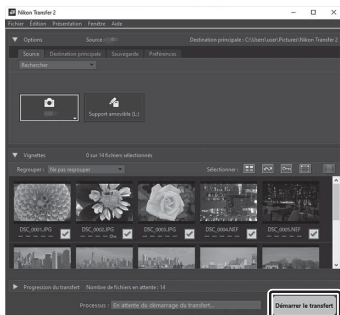 Nikon Transfer 2
Fichier Édition Présentation Fenêtre Aide
Options Source : Destination principale : C:\Users\user\Pictures\Nikon Transfer 2
Source Destination principale Sauvegarde Préférences
Rechercher
Support amovible (L:)
Vignettes 0 sur 14 fichiers sélectionnés
Regrouper : Ne pas regrouper Sélectionner :
DSC_0001.JPG DSC_0002.JPG DSC_0003.JPG DSC_0004.NEF DSC_0005.NEF
Progression du transfert Nombre de fichiers en attente : 14
Processus : En attente du démarrage du transfert...
Démarrer le transfert